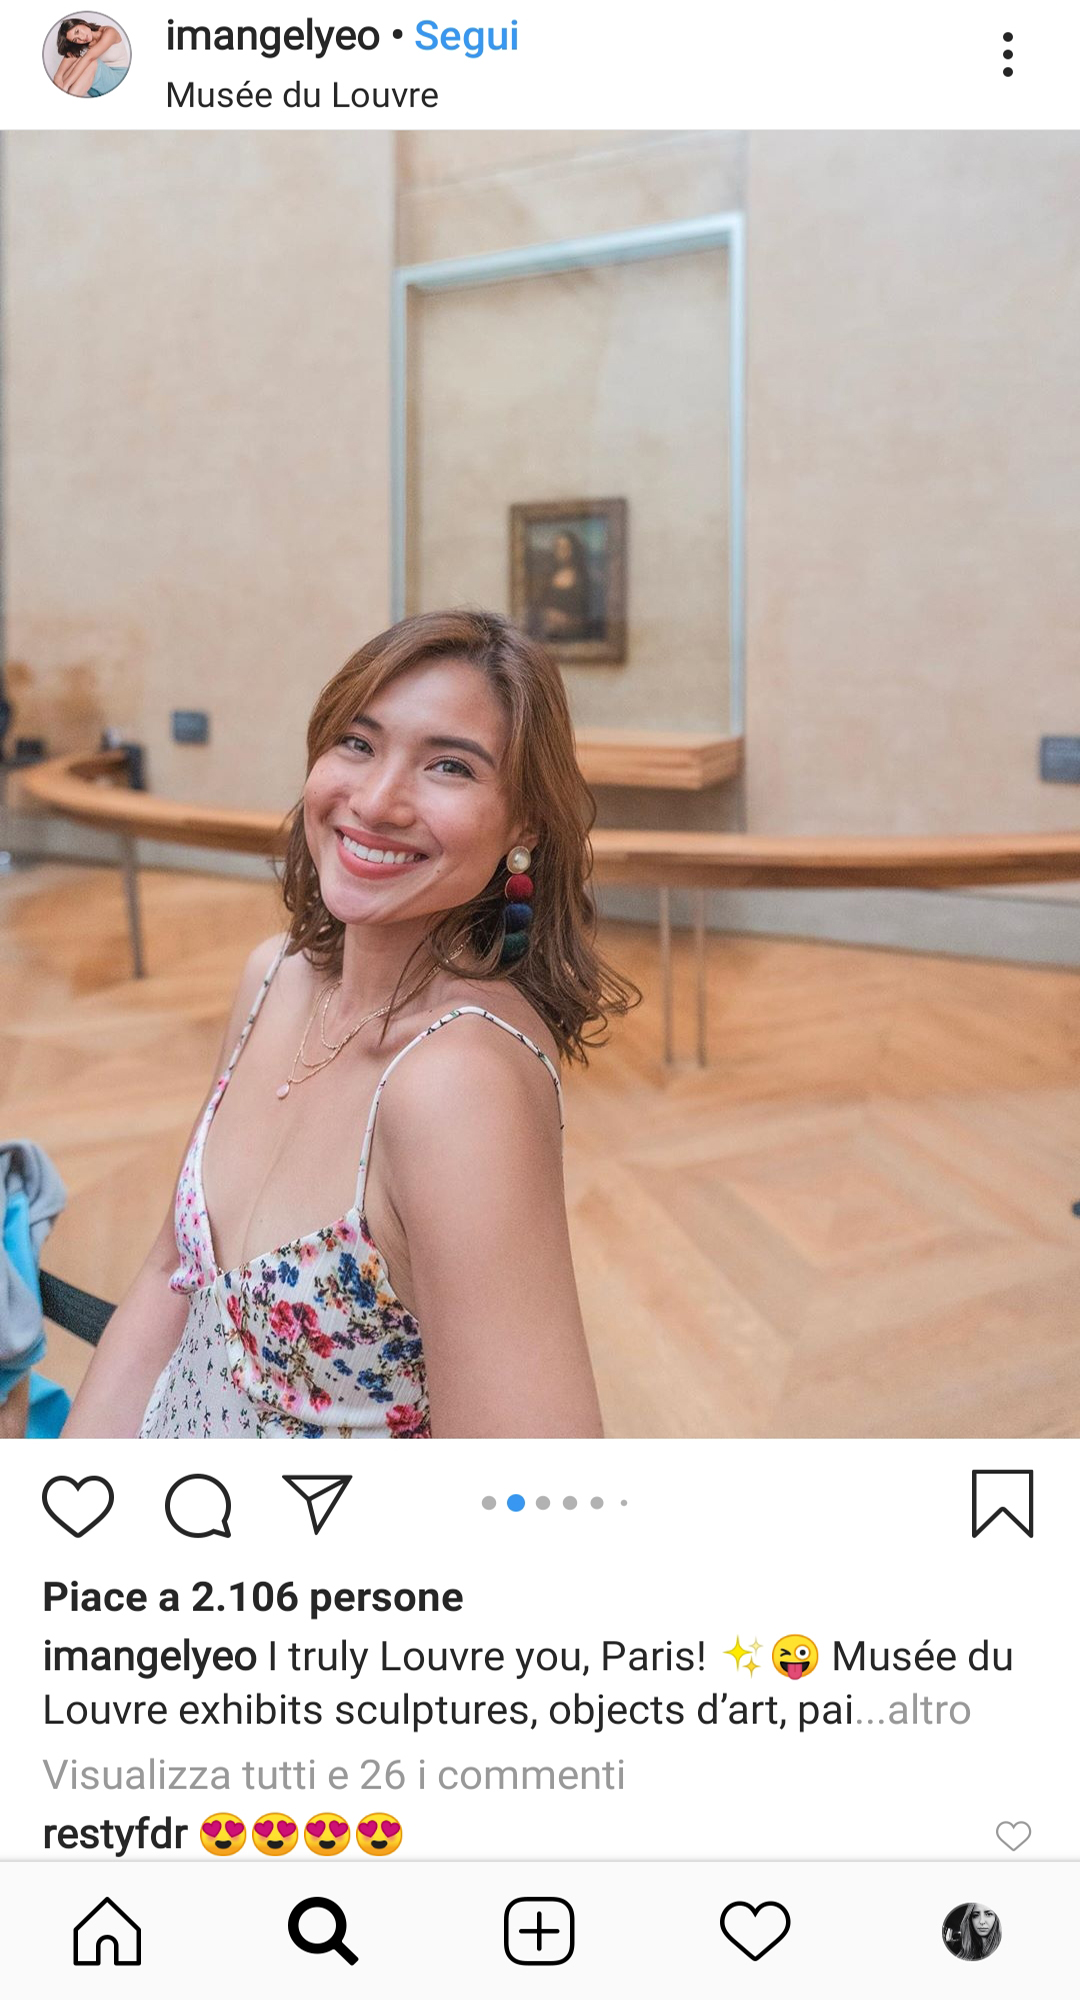 imangelyeo • Segui
Musée du Louvre
Piace a 2.106 persone
imangelyeo I truly Louvre you, Paris! ✨😜 Musée du
Louvre exhibits sculptures, objects d’art, pai...altro
Visualizza tutti e 26 i commenti
restyfdr 😍😍😍😍